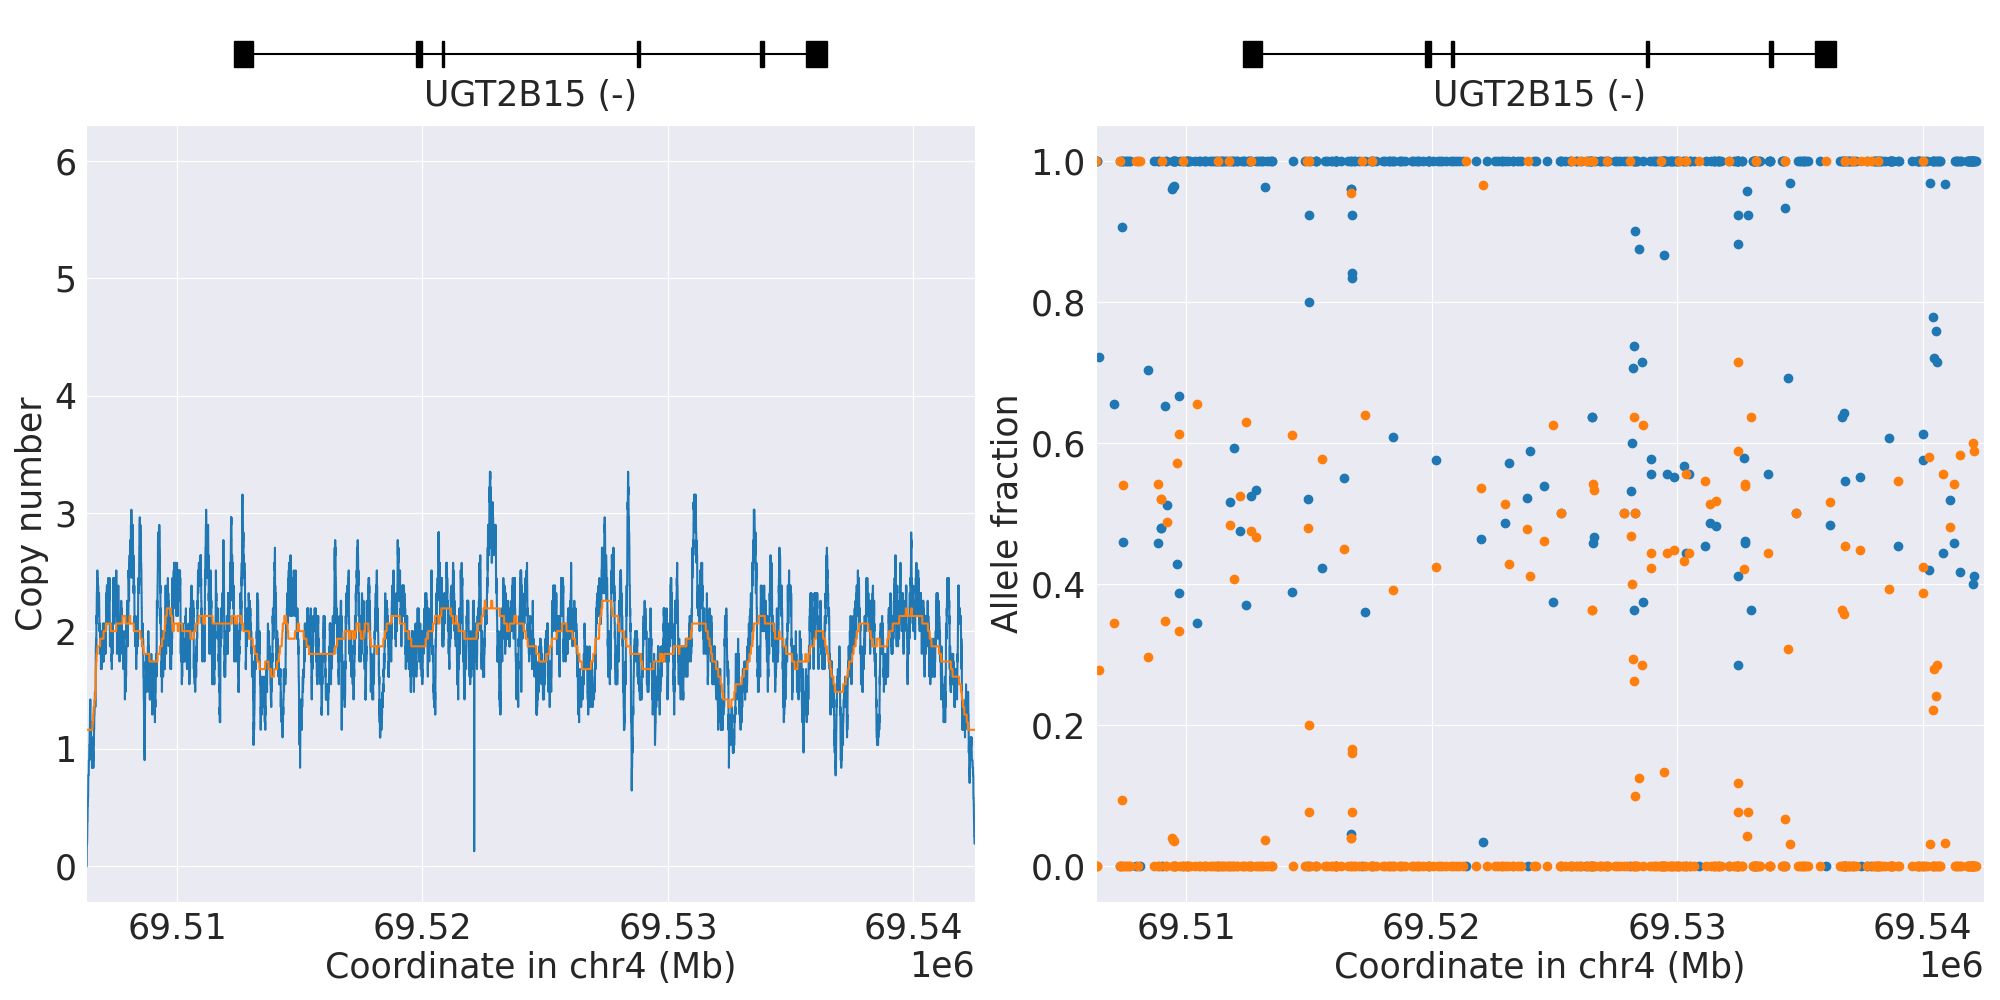 UGT2B15 (-)
6
5
4
3
2
1
0
Copy number
69.51 69.52 69.53 69.54
Coordinate in chr4 (Mb)
1e6
UGT2B15 (-)
1.0
0.8
0.6
0.4
0.2
0.0
Allele fraction
69.51 69.52 69.53 69.54
Coordinate in chr4 (Mb)
1e6